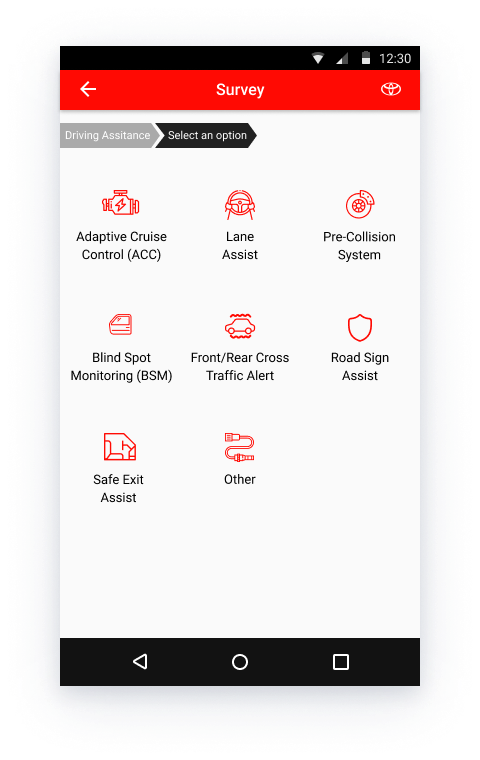 12:30
Survey
Driving Assitance
Select an option
Adaptive Cruise
Control (ACC)
Lane
Assist
Pre-Collision
System
Blind Spot
Monitoring (BSM)
Front/Rear Cross
Traffic Alert
Road Sign
Assist
Safe Exit
Assist
Other